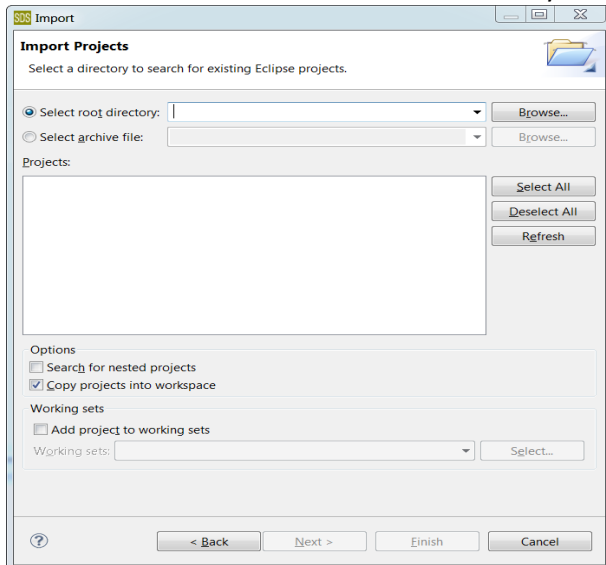 SDS Import
Import Projects
Select a directory to search for existing Eclipse projects.
Select root directory:
Browse...
Select archive file:
Browse...
Projects:
Select All
Deselect All
Refresh
Options
Search for nested projects
Copy projects into workspace
Working sets
Add project to working sets
Working sets:
Select...
?
< Back
Next >
Finish
Cancel